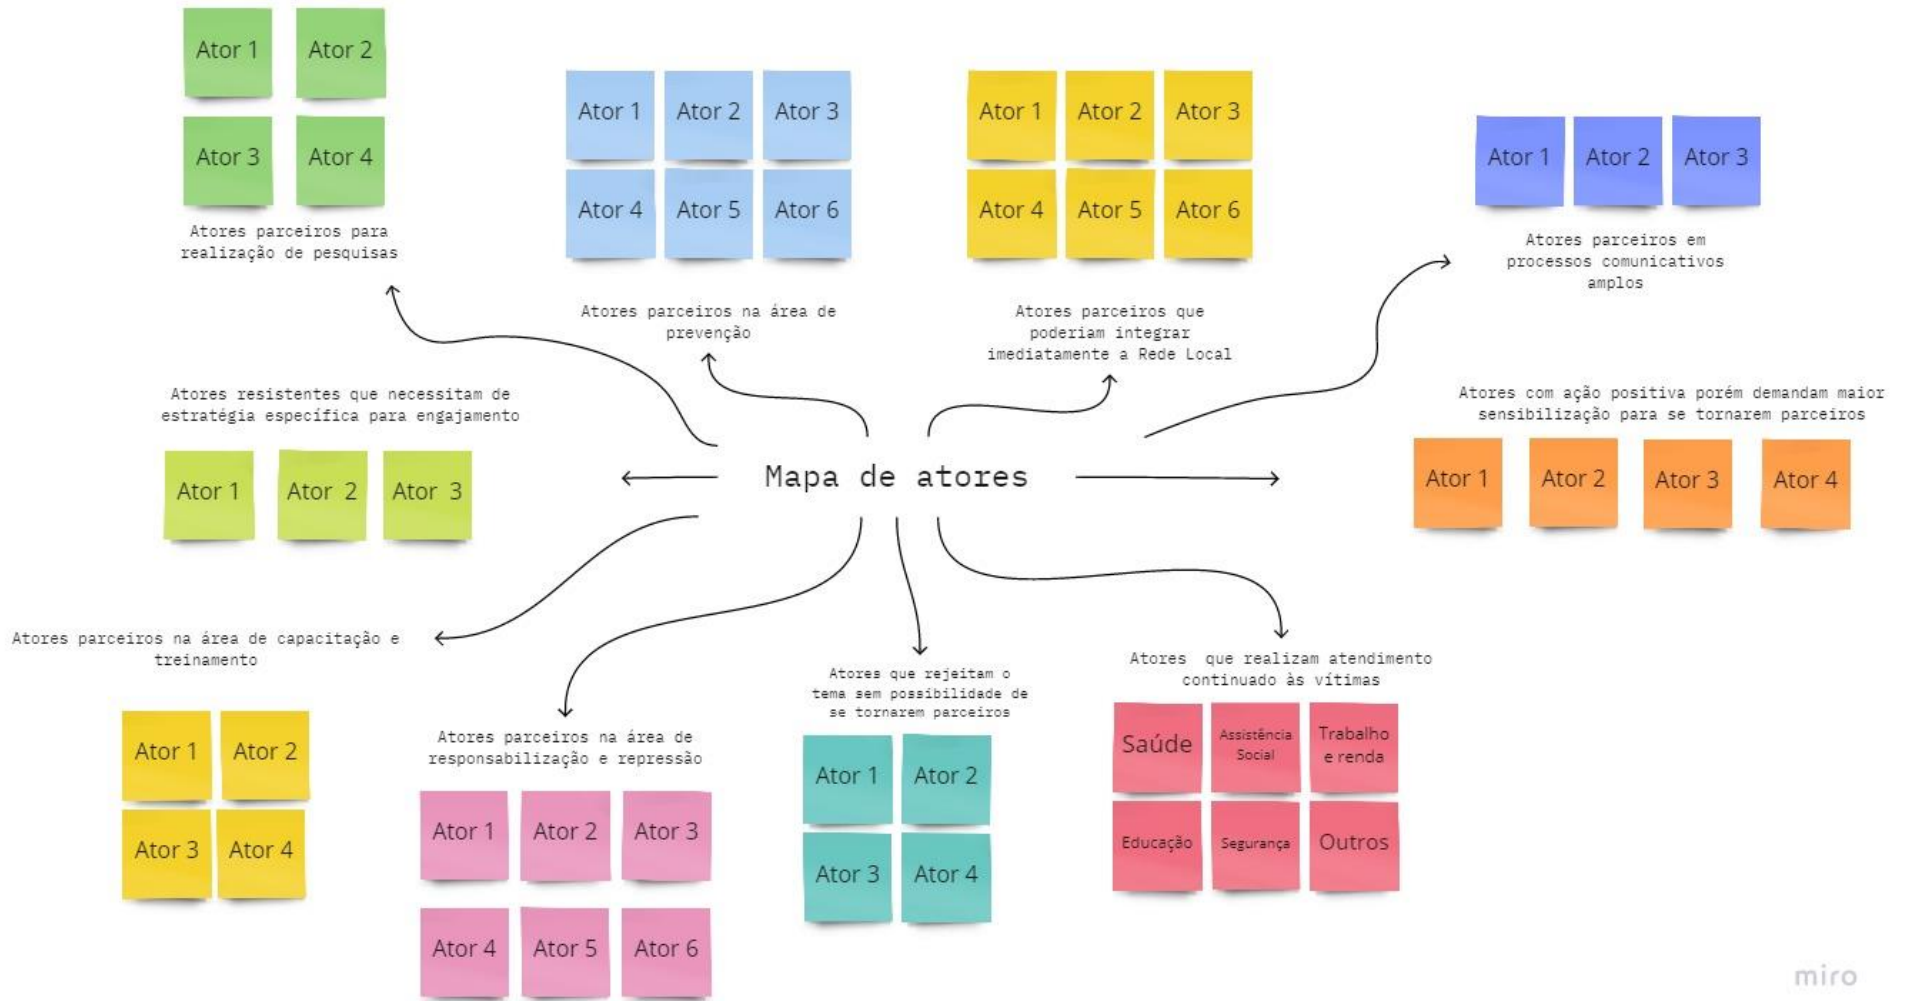 Ator 1
Ator 2
Ator 3
Ator 4
Atores parceiros para
realização de pesquisas
Ator 1
Ator 2
Ator 3
Ator 4
Ator 5
Ator 6
Atores parceiros na área de
prevenção
Ator 1
Ator 2
Ator 3
Ator 4
Ator 5
Ator 6
Atores parceiros que
poderiam integrar
imediatamente a Rede Local
Ator 1
Ator 2
Ator 3
Atores parceiros em
processos comunicativos
amplos
Atores resistentes que necesitam de
estratégia específica para engajamento
Ator 1
Ator 2
Ator 3
Mapa de atores
Atores com ação positiva porém demandam maior
sensibilização para se tornarem parceiros
Ator 1
Ator 2
Ator 3
Ator 4
Atores parceiros na área de capacitação e
treinamento
Ator 1
Ator 2
Ator 3
Ator 4
Atores parceiros na área de
responsabilização e repressão
Ator 1
Ator 2
Ator 3
Ator 4
Ator 5
Ator 6
Atores que rejeitam o
tema sem possibilidade de
se tornarem parceiros
Ator 1
Ator 2
Ator 3
Ator 4
Atores que realizam atendimento
continuado às vítimas
Saúde
Assistência
Social
Trabalho
e renda
Educação
Segurança
Outros
miro